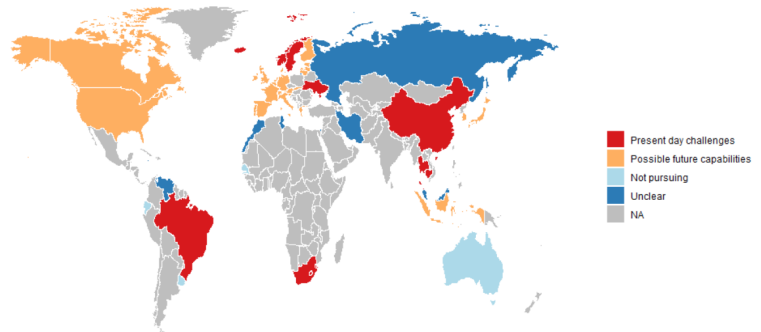 Present day challenges
Possible future capabilities
Not pursuing
Unclear
NA